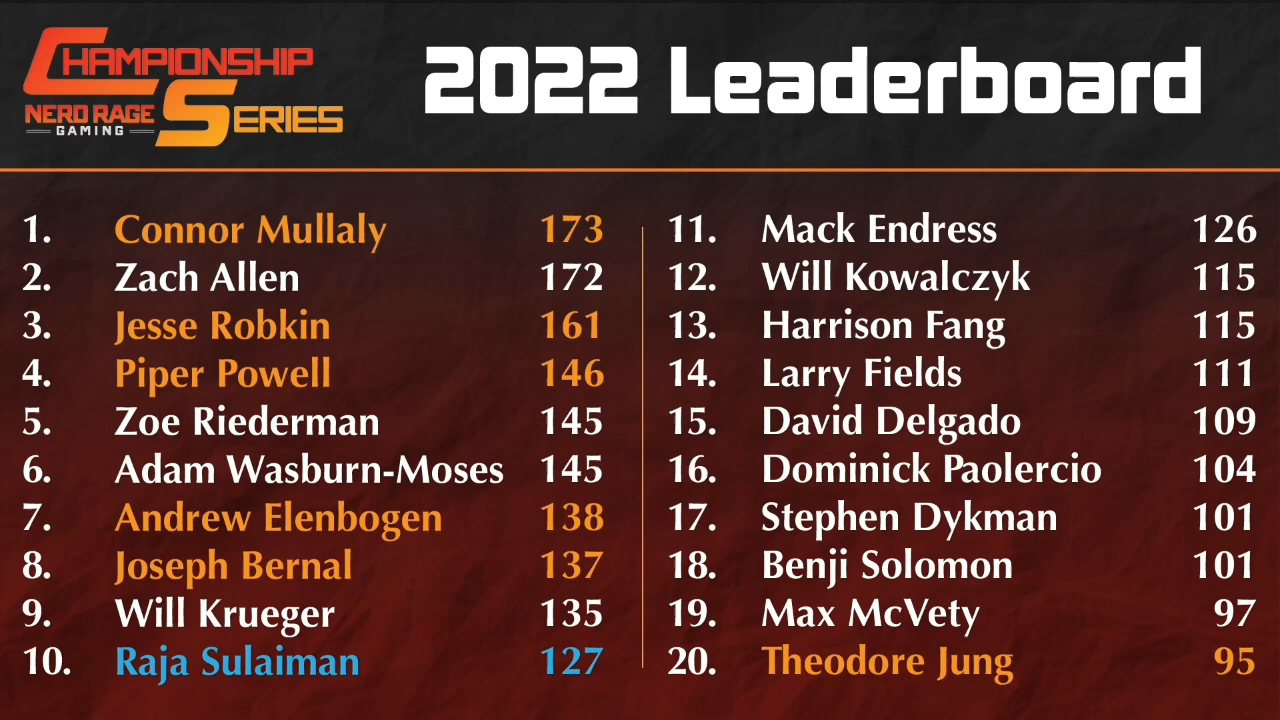 CHAMPIONSHIP
SERIES
NERD RAGE
GAMING
2022 Leaderboard
1. Connor Mullaly 173
2. Zach Allen 172
3. Jesse Robkin 161
4. Piper Powell 146
5. Zoe Riederman 145
6. Adam Wasburn-Moses 145
7. Andrew Elenbogen 138
8. Joseph Bernal 137
9. Will Krueger 135
10. Raja Sulaiman 127
11. Mack Endress 126
12. Will Kowalczyk 115
13. Harrison Fang 115
14. Larry Fields 111
15. David Delgado 109
16. Dominick Paolercio 104
17. Stephen Dykman 101
18. Benji Solomon 101
19. Max McVety 97
20. Theodore Jung 95